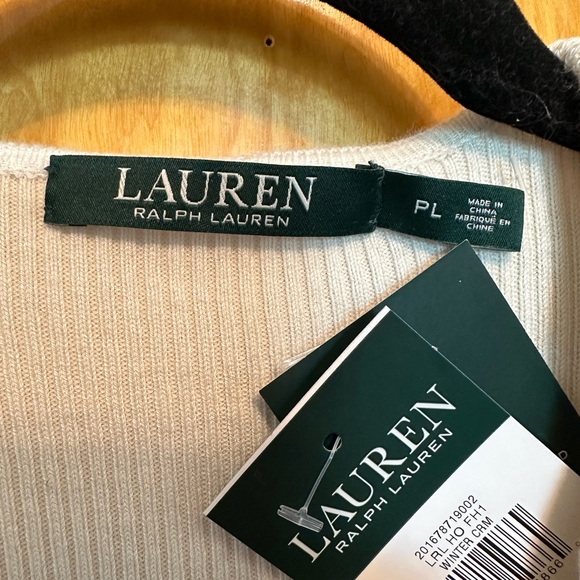 LAUREN
RALPH LAUREN
PL
MADE IN
CHINA
FABRIQUÉ EN
CHINE
LAUREN
RALPH LAUREN
201678719002
LRL HO FH1
WINTER CRM